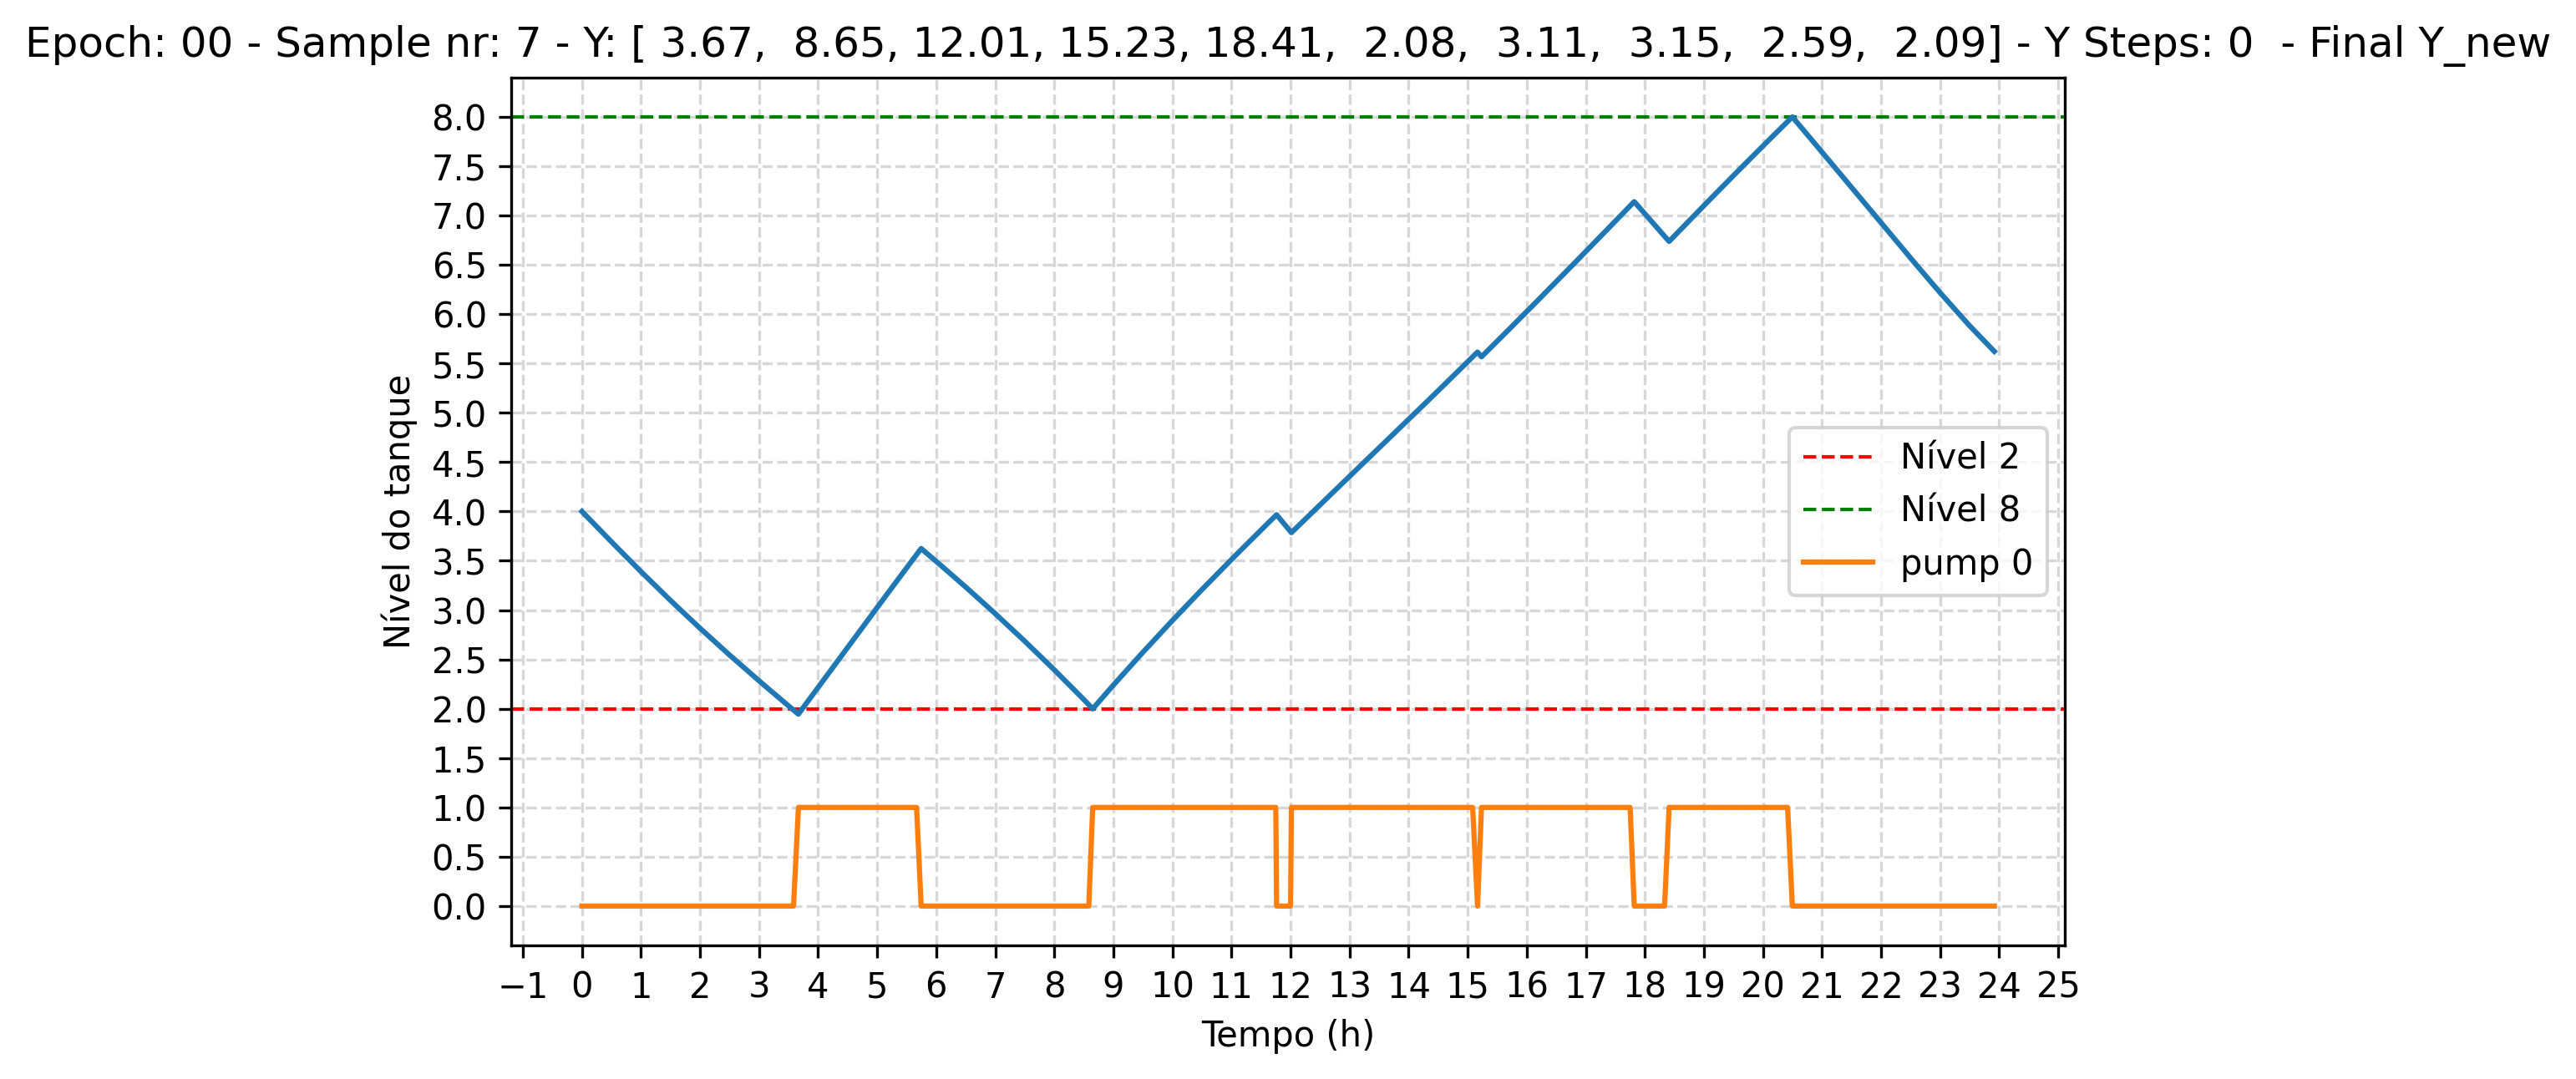 Epoch: 00 - Sample nr: 7 - Y: [ 3.67,  8.65, 12.01, 15.23, 18.41,  2.08,  3.11,  3.15,  2.59,  2.09] - Y Steps: 0  - Final Y_new
8.0
7.5
7.0
6.5
6.0
5.5
5.0
4.5
4.0
3.5
3.0
2.5
2.0
1.5
1.0
0.5
0.0
Nível do tanque
Nível 2
Nível 8
pump 0
−1 0 1 2 3 4 5 6 7 8 9 10 11 12 13 14 15 16 17 18 19 20 21 22 23 24 25
Tempo (h)